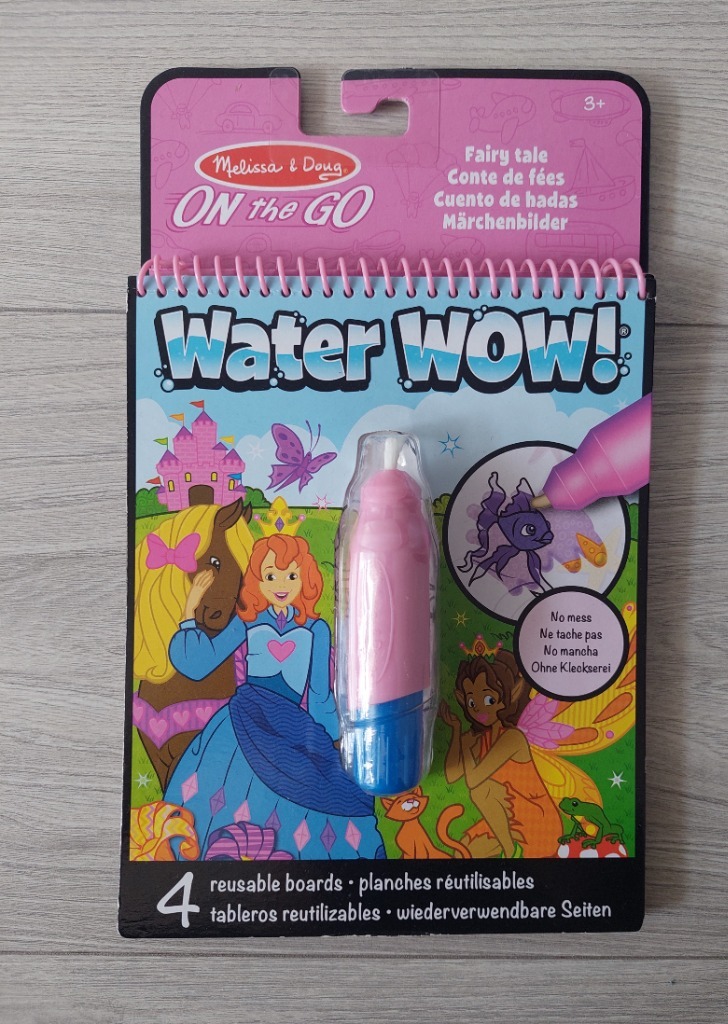 3+
Melissa & Doug
ON the GO
Fairy tale
Conte de fées
Cuento de hadas
Märchenbilder
Water WOW!®
No mess
Ne tache pas
No mancha
Ohne Kleckserei
4 reusable boards • planches réutilisables
tableros reutilizables • wiederverwendbare Seiten